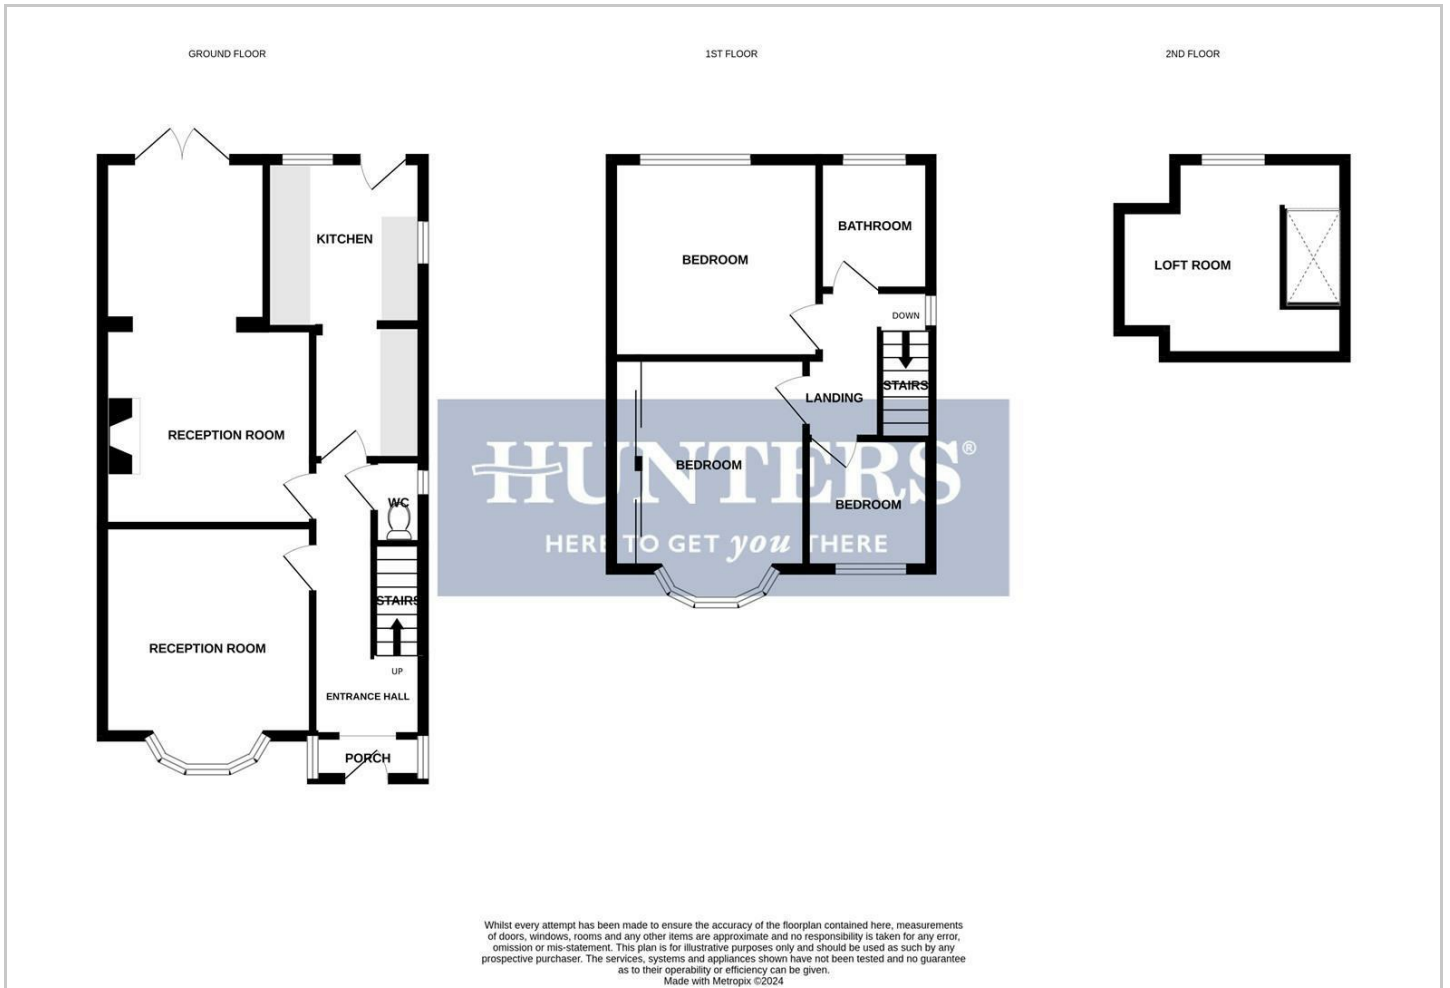 GROUND FLOOR
1ST FLOOR
2ND FLOOR
KITCHEN
RECEPTION ROOM
WC
STAIRS
RECEPTION ROOM
UP
ENTRANCE HALL
PORCH
BATHROOM
BEDROOM
DOWN
STAIRS
LANDING
BEDROOM
BEDROOM
LOFT ROOM
HUNTERS®
HERE TO GET you THERE
Whilst every attempt has been made to ensure the accuracy of the floorplan contained here, measurements
of doors, windows, rooms and any other items are approximate and no responsibility is taken for any error,
omission or mis-statement. This plan is for illustrative purposes only and should be used as such by any
prospective purchaser. The services, systems and appliances shown have not been tested and no guarantee
as to their operability or efficiency can be given.
Made with Metropix ©2024